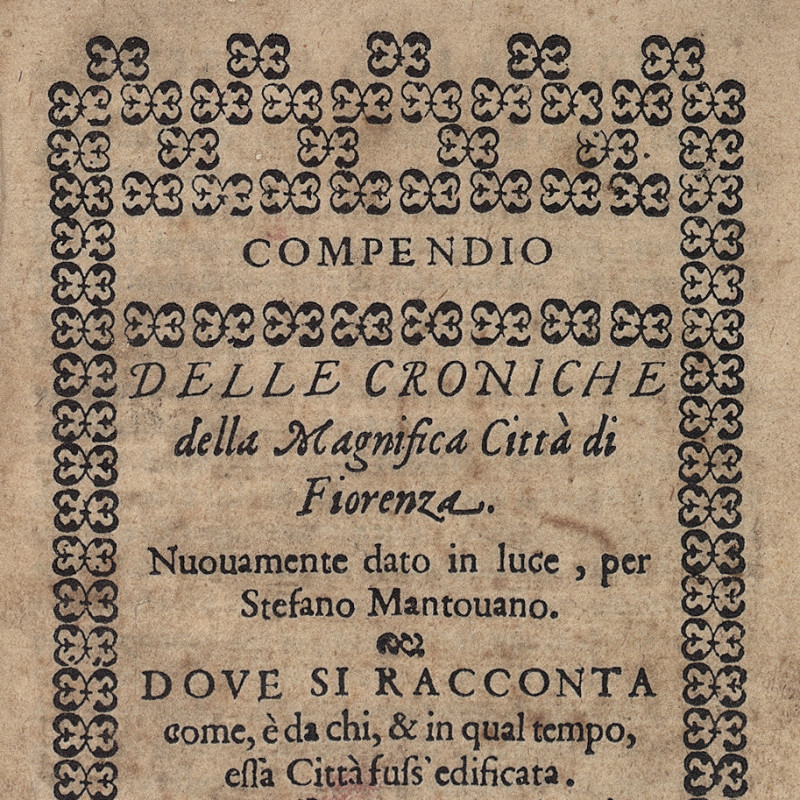 COMPENDIO
DELLE CRONICHE
della Magnifica Città di
Fiorenza.
Nuouamente dato in luce , per
Stefano Mantouano.
DOVE SI RACCONTA
come, è da chi, & in qual tempo,
eſſa Città fuſs' edificata.